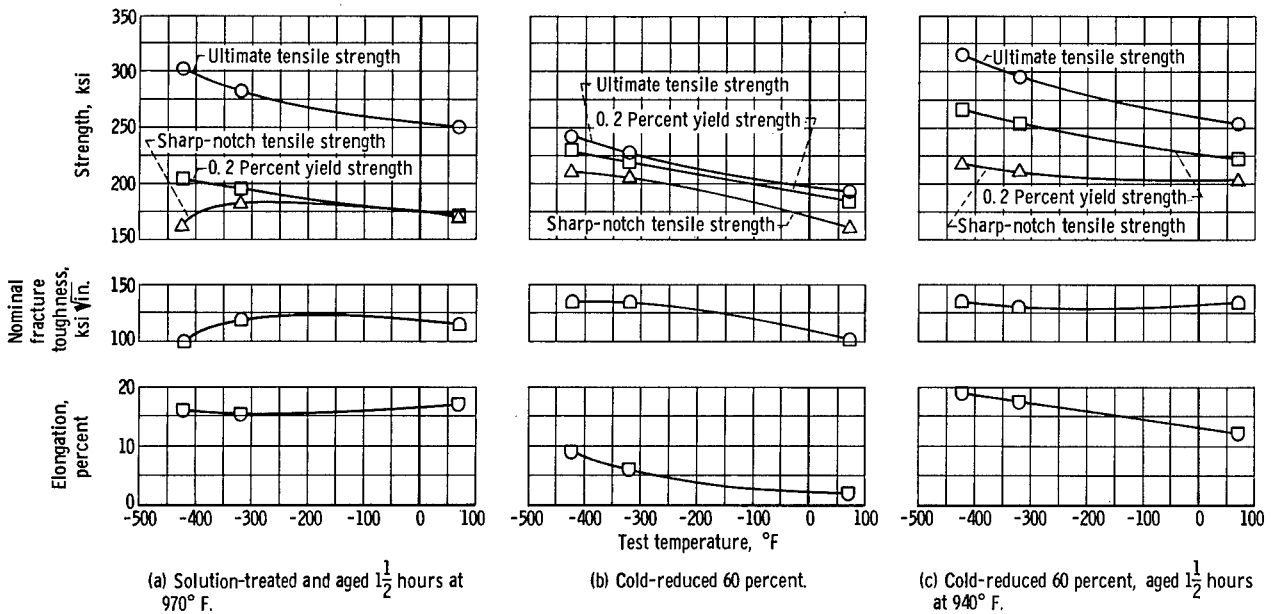 350
300
250
200
150
Strength, ksi
Ultimate tensile strength
Sharp-notch tensile strength
0.2 Percent yield strength
Ultimate tensile strength
0.2 Percent yield strength
Sharp-notch tensile strength
Ultimate tensile strength
0.2 Percent yield strength
Sharp-notch tensile strength
Nominal
fracture
toughness,
ksi √in.
150
100
Elongation,
percent
20
10
0
-500 -400 -300 -200 -100 0 100
-500 -400 -300 -200 -100 0 100
-500 -400 -300 -200 -100 0 100
Test temperature, °F
(a) Solution-treated and aged 1 1/2 hours at
970° F.
(b) Cold-reduced 60 percent.
(c) Cold-reduced 60 percent, aged 1 1/2 hours
at 940° F.